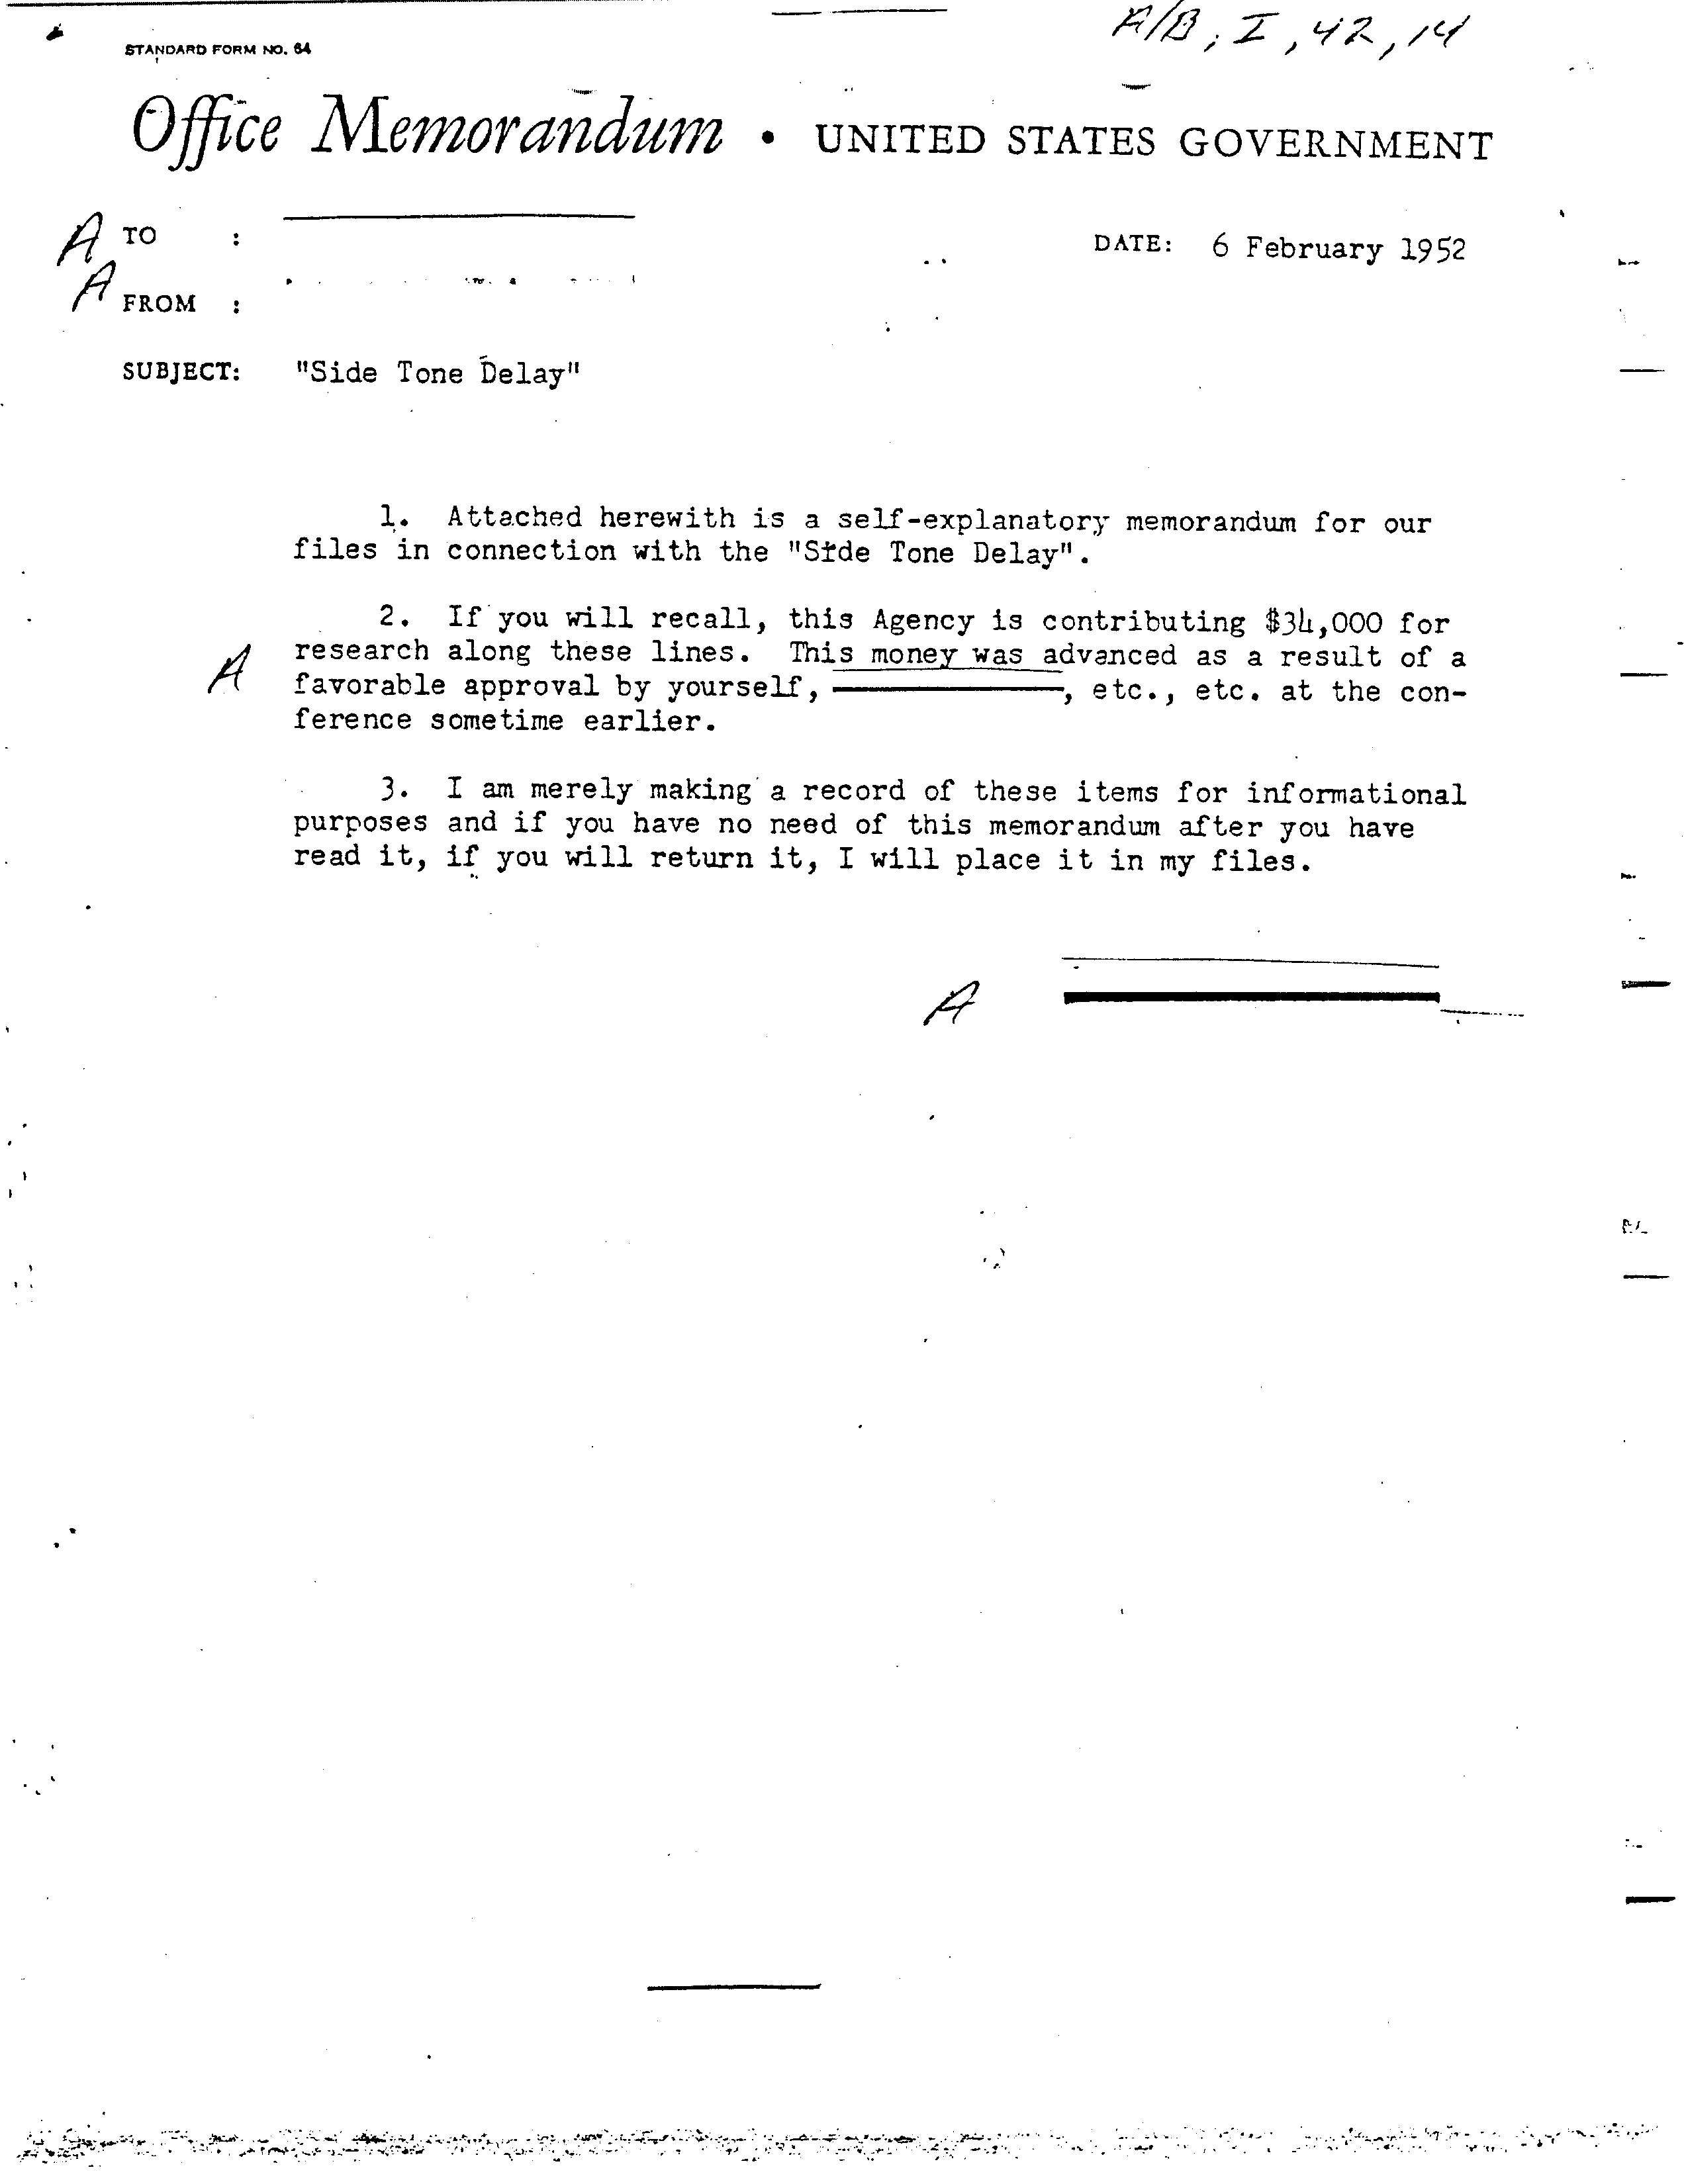 A/B, I, 42, 14
STANDARD FORM NO. 64
Office Memorandum • UNITED STATES GOVERNMENT
A TO :
DATE: 6 February 1952
A FROM :
SUBJECT: "Side Tone Delay"
1. Attached herewith is a self-explanatory memorandum for our
files in connection with the "Side Tone Delay".
2. If you will recall, this Agency is contributing $34,000 for
research along these lines. This money was advanced as a result of a
A favorable approval by yourself, , etc., etc. at the con-
ference sometime earlier.
3. I am merely making a record of these items for informational
purposes and if you have no need of this memorandum after you have
read it, if you will return it, I will place it in my files.
A